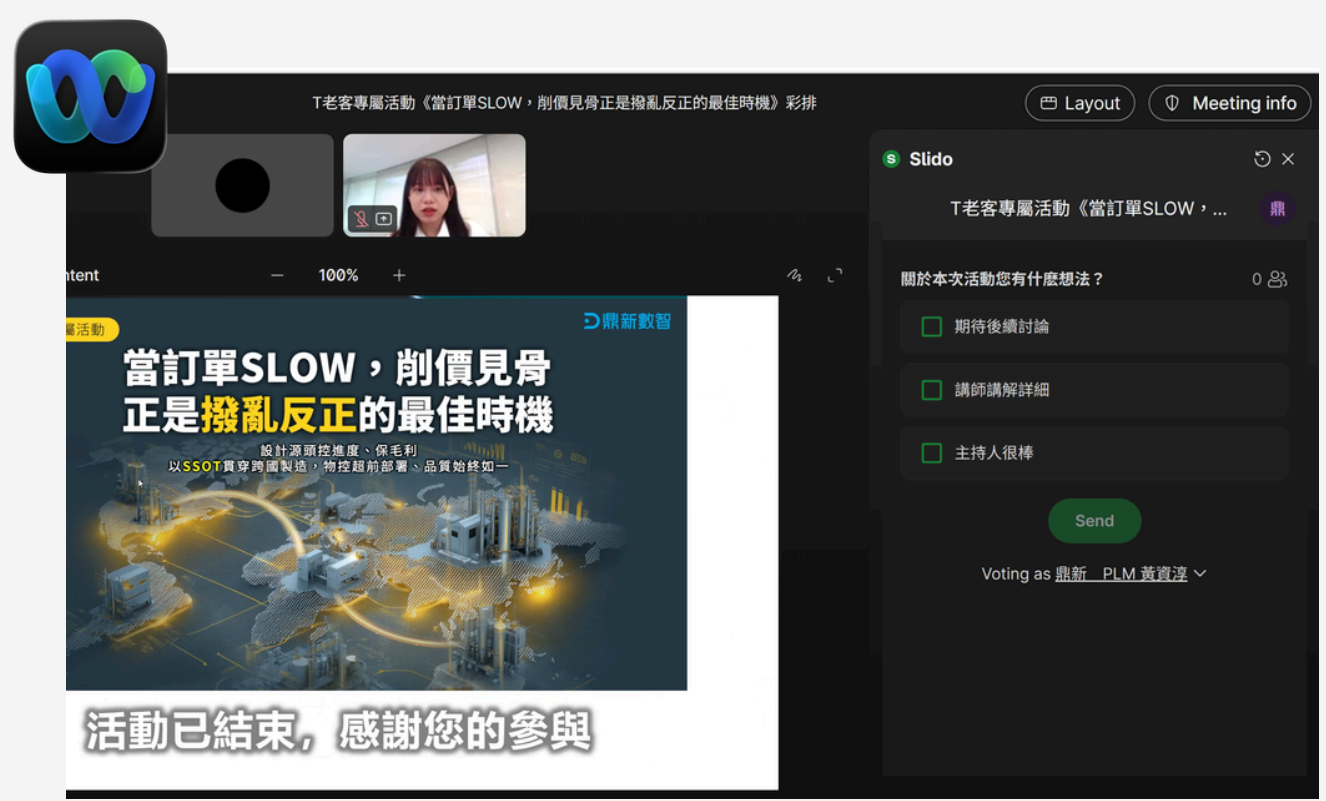 T老客專屬活動《當訂單SLOW，削價見骨正是撥亂反正的最佳時機》彩排
Layout
Meeting info
ntent
100%
屬活動
鼎新數智
當訂單SLOW，削價見骨
正是撥亂反正的最佳時機
設計源頭控進度、保毛利
以SSOT貫穿跨國製造，物控超前部署、品質始終如一
活動已結束，感謝您的參與
S Slido
T老客專屬活動《當訂單SLOW，...
鼎
關於本次活動您有什麼想法？
0
期待後續討論
講師講解詳細
主持人很棒
Send
Voting as 鼎新_ PLM 黃資淳